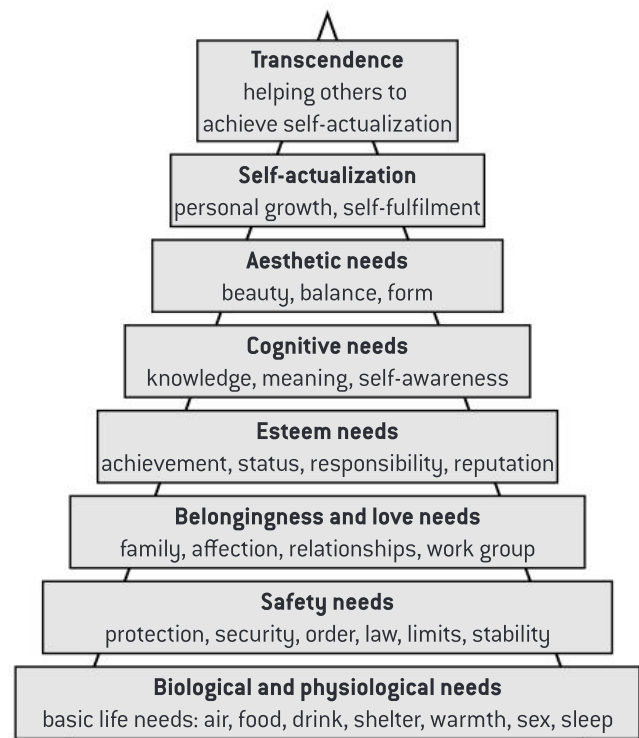 Transcendence
helping others to
achieve self-actualization
Self-actualization
personal growth, self-fulfilment
Aesthetic needs
beauty, balance, form
Cognitive needs
knowledge, meaning, self-awareness
Esteem needs
achievement, status, responsibility, reputation
Belongingness and love needs
family, affection, relationships, work group
Safety needs
protection, security, order, law, limits, stability
Biological and physiological needs
basic life needs: air, food, drink, shelter, warmth, sex, sleep